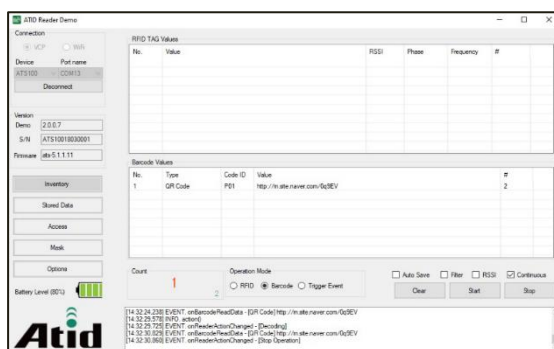 ATID Reader Demo
Connection
VCP
Device Port name
ATS100 COM13
Disconnect
Version
Demo 2.0.0.7
S/N ATS10018030001
Firmware ats-5.1.1.11
Inventory
Stored Data
Access
Mask
Options
Battery Level (80%)
Atid
RFID TAG Values
No. Value RSSI Phase Frequency #
Barcode Values
No. Type Code ID Value #
1 QR Code P01 http://m.site.naver.com/0q9EV 2
Count
1
2
Operation Mode
RFID Barcode Trigger Event
Auto Save Filter RSSI Continuous
Clear Start Stop
[14:32:24.238] EVENT. onBarcodeReadData - [QR Code] http://m.site.naver.com/0q9EV
[14:32:29.578] INFO. action()
[14:32:29.725] EVENT. onReaderActionChanged - [Decoding]
[14:32:30.829] EVENT. onBarcodeReadData - [QR Code] http://m.site.naver.com/0q9EV
[14:32:30.860] EVENT. onReaderActionChanged - [Stop Operation]